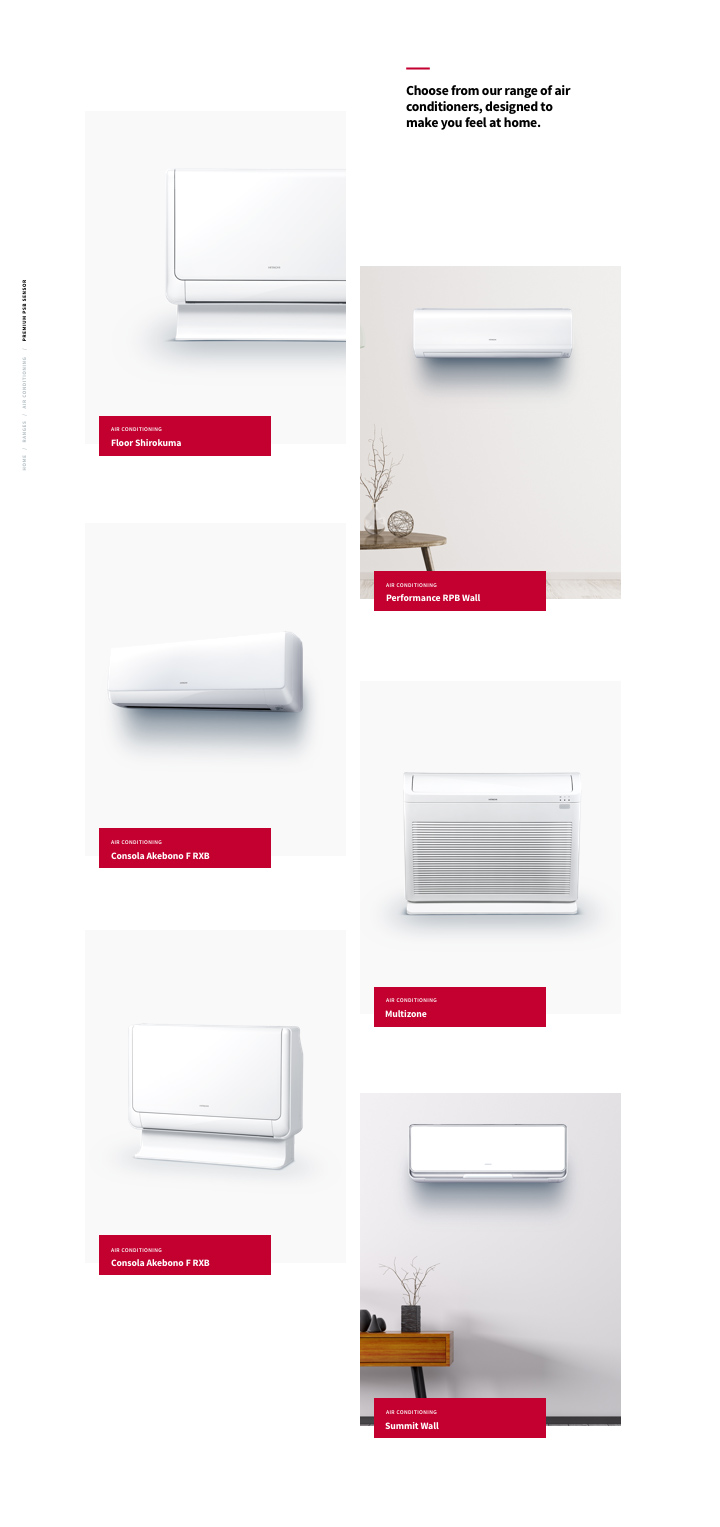 Choose from our range of air
conditioners, designed to
make you feel at home.
HOME / RANGES / AIR CONDITIONING / PREMIUM PSB SENSOR
AIR CONDITIONING
Floor Shirokuma
AIR CONDITIONING
Performance RPB Wall
AIR CONDITIONING
Consola Akebono F RXB
AIR CONDITIONING
Multizone
AIR CONDITIONING
Consola Akebono F RXB
AIR CONDITIONING
Summit Wall